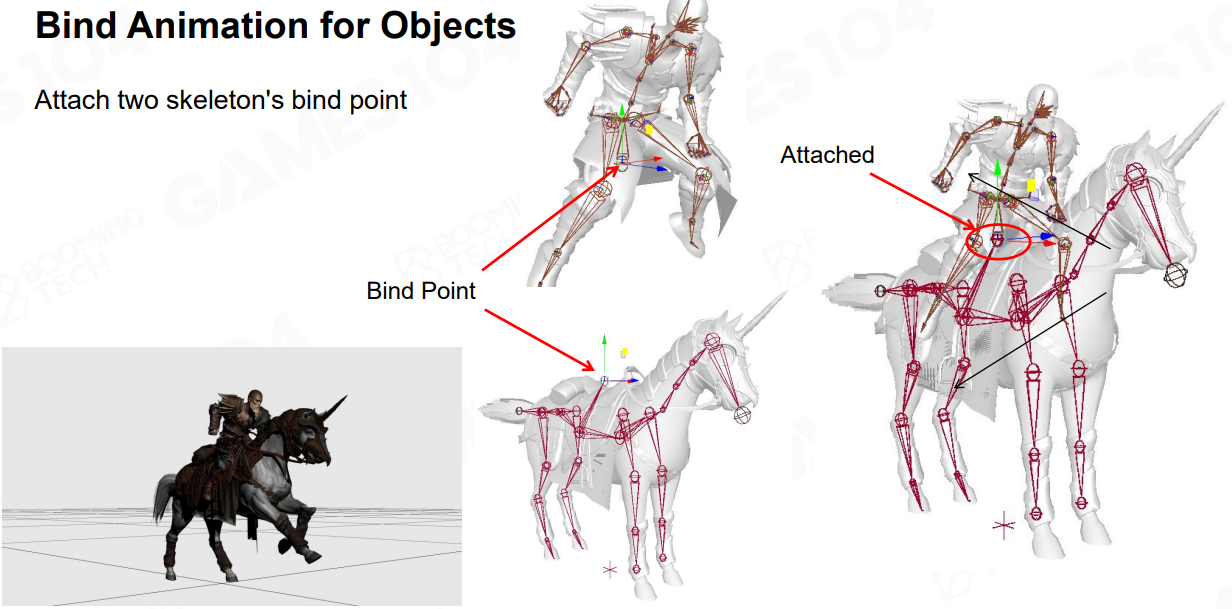 Bind Animation for Objects
Attach two skeleton's bind point
Attached
Bind Point
GAMES104
BOOMING
TECH